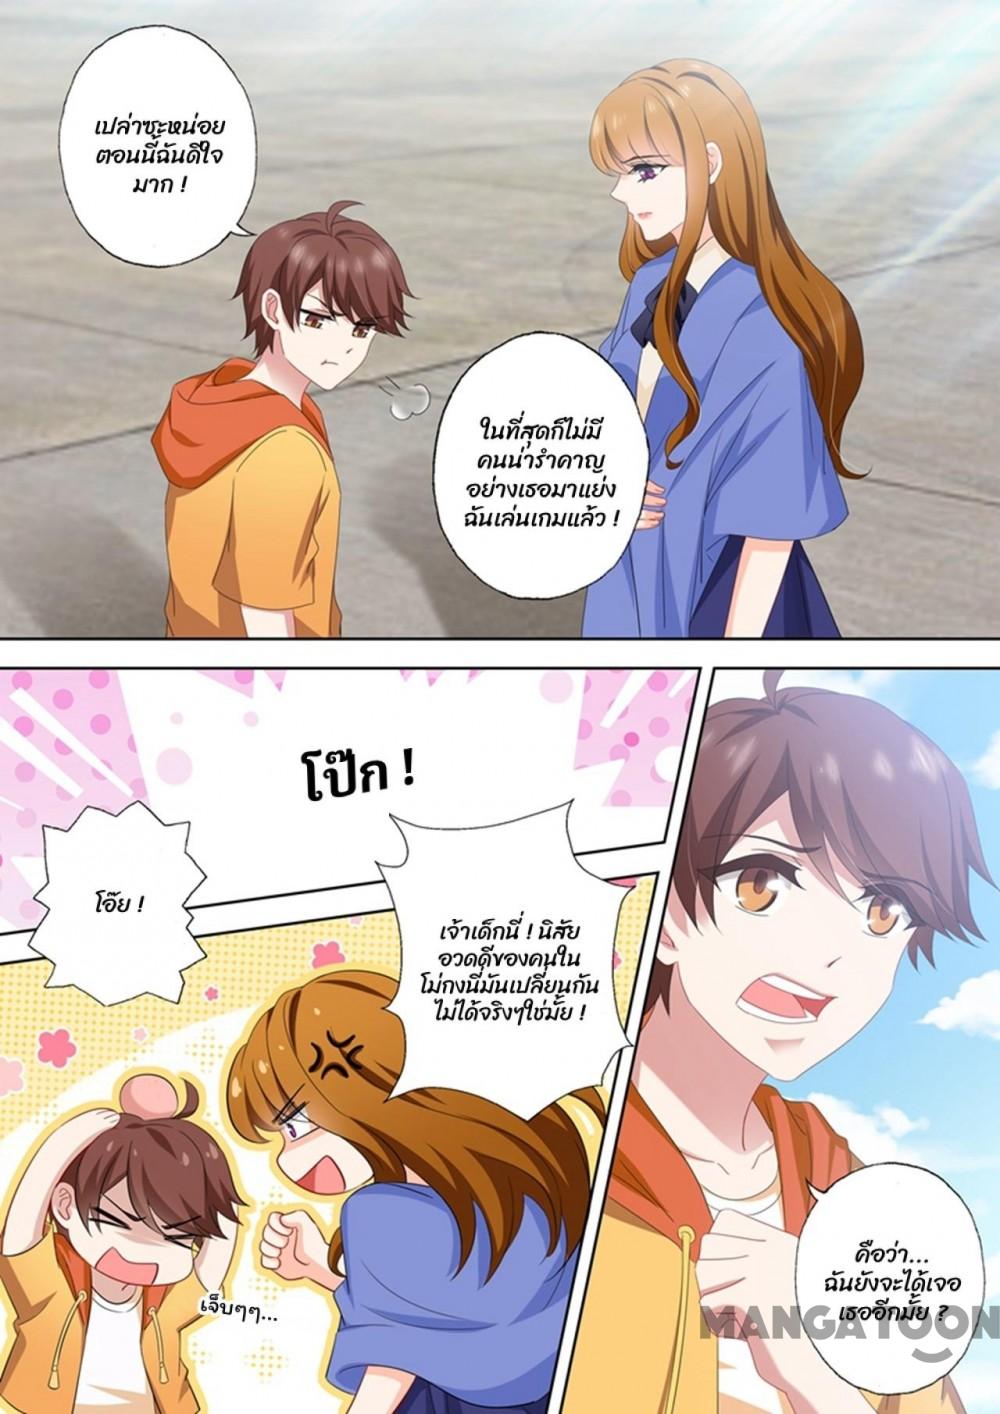 เปล่าซะหน่อย
ตอนนี้ฉันดีใจ
มาก !
ในที่สุดก็ไม่มี
คนน่ารำคาญ
อย่างเธอมาแย่ง
ฉันเล่นเกมแล้ว !
โป๊ก !
โอ๊ย !
เจ้าเด็กนี่ ! นิสัย
อวดดีของคนใน
โม่กงนี่มันเปลี่ยนกัน
ไม่ได้จริงๆใช่มั้ย !
เจ็บๆๆ...
คือว่า...
ฉันยังจะได้เจอ
เธออีกมั้ย ?
MANGATOON